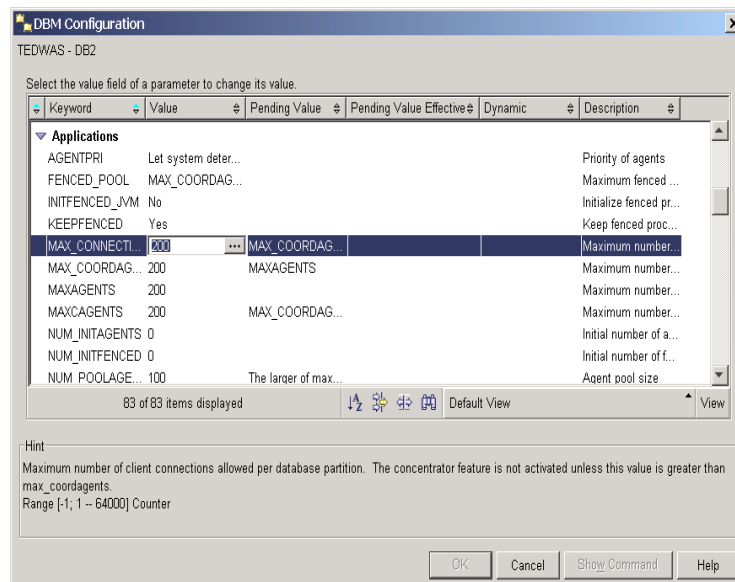 DBM Configuration
TEDWAS - DB2
Select the value field of a parameter to change its value.
Keyword Value Pending Value Pending Value Effective Dynamic Description
Applications
AGENTPRI Let system deter... Priority of agents
FENCED_POOL MAX_COORDAG... Maximum fenced ...
INITFENCED_JVM No Initialize fenced pr...
KEEPFENCED Yes Keep fenced proc...
MAX_CONNECTI... 200 ... MAX_COORDAG... Maximum number...
MAX_COORDAG... 200 MAXAGENTS Maximum number...
MAXAGENTS 200 Maximum number...
MAXCAGENTS 200 MAX_COORDAG... Maximum number...
NUM_INITAGENTS 0 Initial number of a...
NUM_INITFENCED 0 Initial number of f...
NUM_POOLAGE... 100 The larger of max... Agent pool size
83 of 83 items displayed Default View View
Hint
Maximum number of client connections allowed per database partition. The concentrator feature is not activated unless this value is greater than
max_coordagents.
Range [-1; 1 -- 64000] Counter
OK Cancel Show Command Help